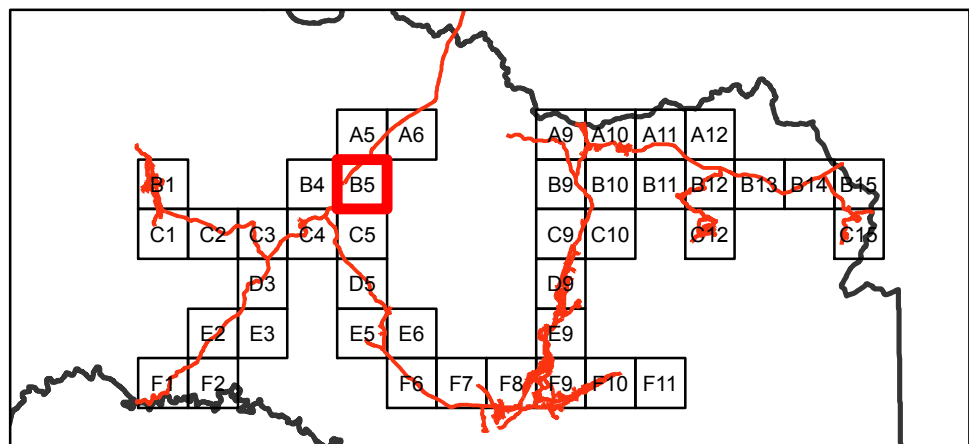 A5 A6 A9 A10 A11 A12
B1 B4 B5 B9 B10 B11 B12 B13 B14 B15
C1 C2 C3 C4 C5 C9 C10 C12 C15
D3 D5 D9
E2 E3 E5 E6 E9
F1 F2 F6 F7 F8 F9 F10 F11